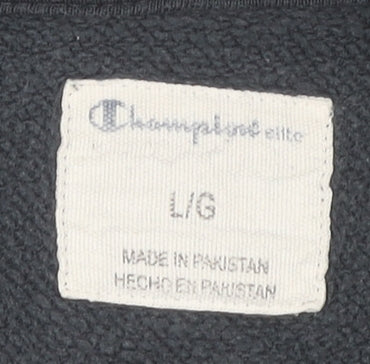 Champion elite
L/G
MADE IN PAKISTAN
HECHO EN PAKISTAN